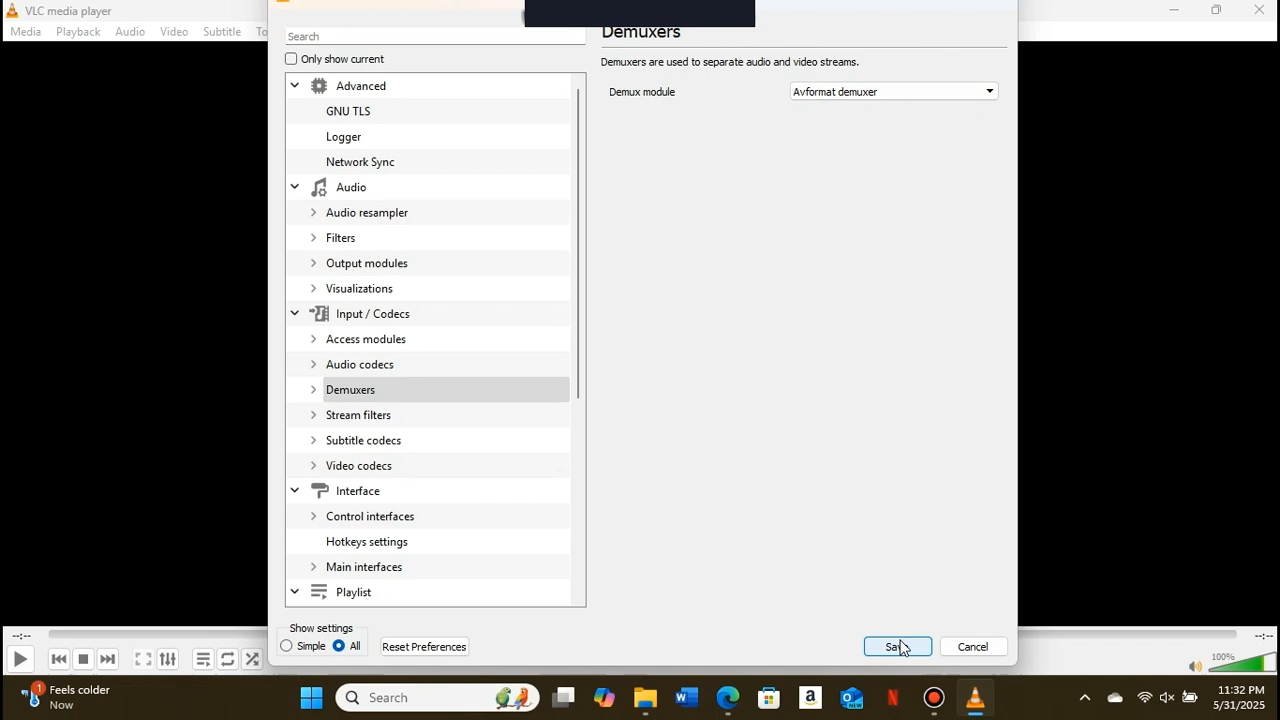 VLC media player
Media Playback Audio Video Subtitle To
Search
Only show current
Advanced
GNU TLS
Logger
Network Sync
Audio
Audio resampler
Filters
Output modules
Visualizations
Input / Codecs
Access modules
Audio codecs
Demuxers
Stream filters
Subtitle codecs
Video codecs
Interface
Control interfaces
Hotkeys settings
Main interfaces
Playlist
Show settings
Simple All
Reset Preferences
Demuxers
Demuxers are used to separate audio and video streams.
Demux module Avformat demuxer
Cancel
--:-- --:--
100%
1
Feels colder
Now
Search
NEW
11:32 PM
5/31/2025